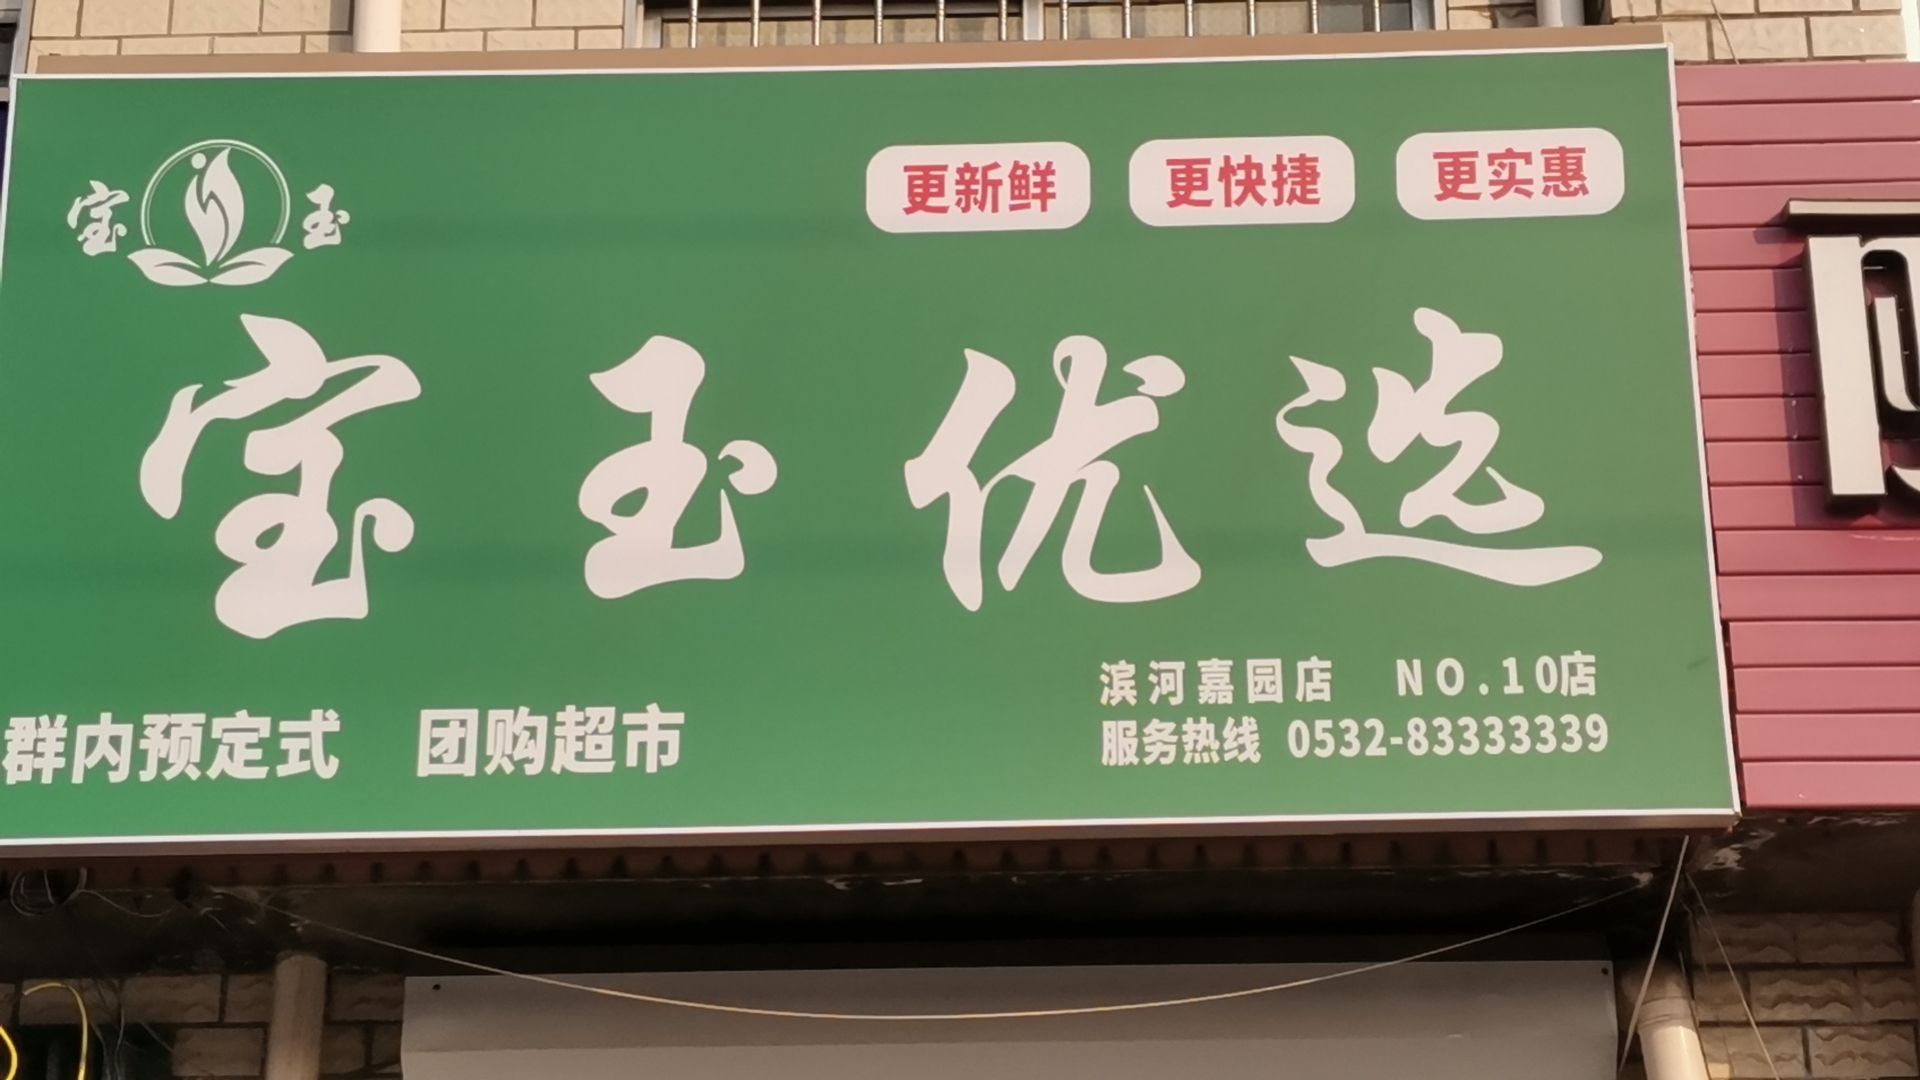 宝玉
更新鲜 更快捷 更实惠
宝玉优选
滨河嘉园店 NO.10店
群内预定式 团购超市
服务热线 0532-83333339